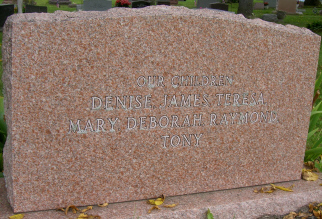 OUR CHILDREN
DENISE JAMES TERESA
MARY DEBORAH RAYMOND
TONY